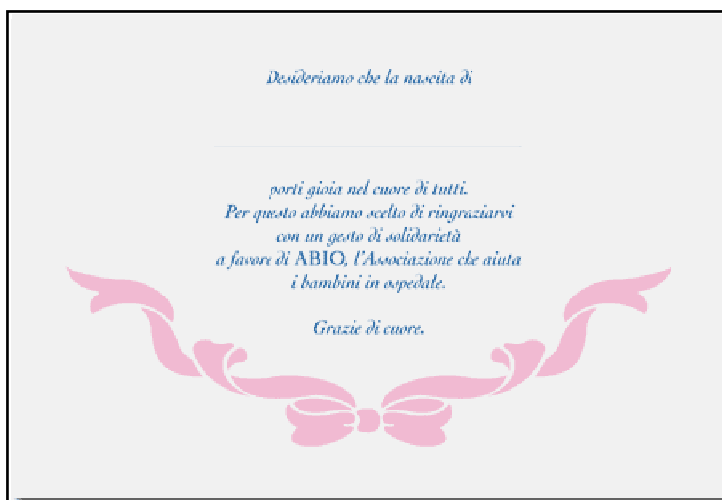 Desideriamo che la nascita di
porti gioia nel cuore di tutti.
Per questo abbiamo scelto di ringraziarvi
con un gesto di solidarietà
a favore di ABIO, l'Associazione che aiuta
i bambini in ospedale.
Grazie di cuore.